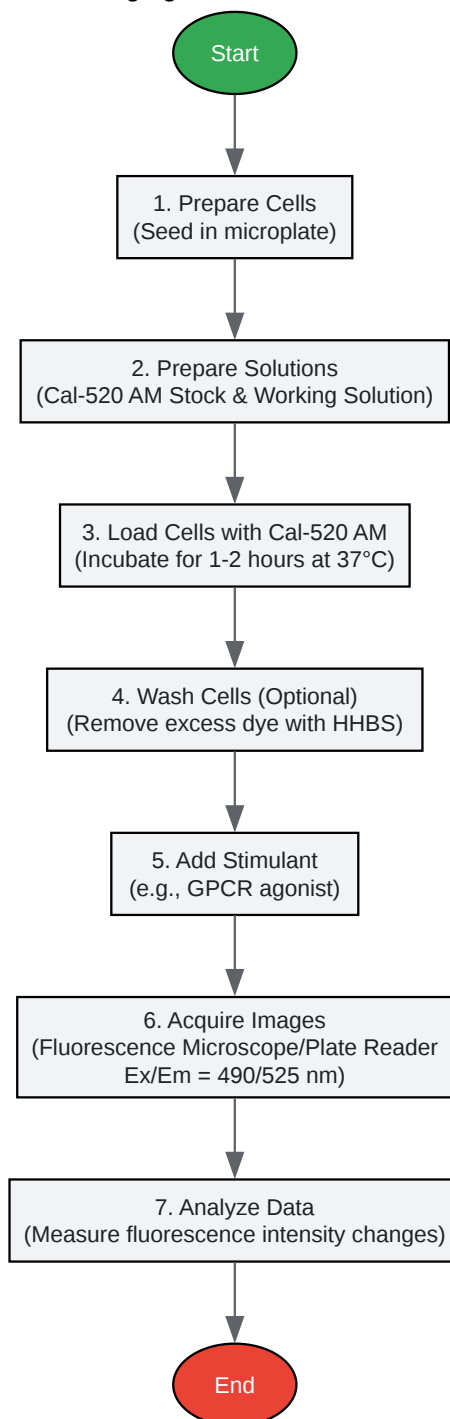 Start
1. Prepare Cells
(Seed in microplate)
2. Prepare Solutions
(Cal-520 AM Stock & Working Solution)
3. Load Cells with Cal-520 AM
(Incubate for 1-2 hours at 37°C)
4. Wash Cells (Optional)
(Remove excess dye with HHBS)
5. Add Stimulant
(e.g., GPCR agonist)
6. Acquire Images
(Fluorescence Microscope/Plate Reader
Ex/Em = 490/525 nm)
7. Analyze Data
(Measure fluorescence intensity changes)
End